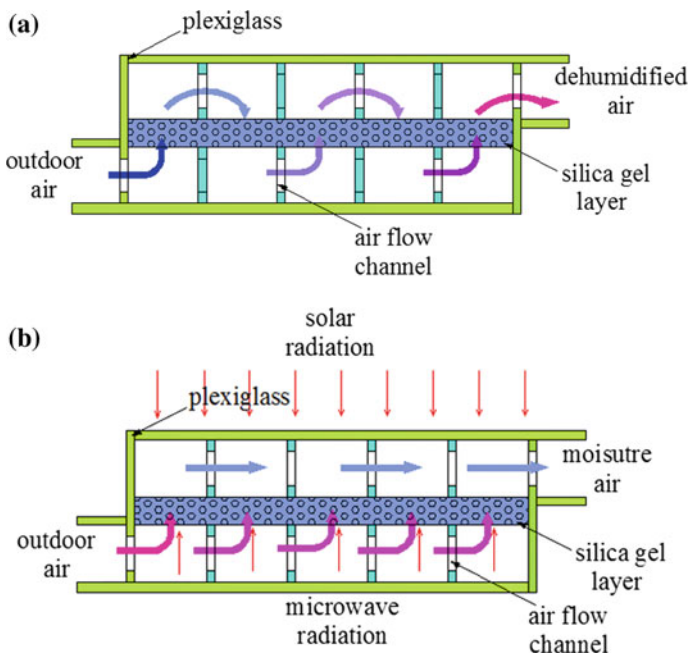 (a)
plexiglass
dehumidified
air
outdoor
air
silica gel
layer
air flow
channel
(b)
solar
radiation
plexiglass
moisutre
air
outdoor
air
silica gel
layer
microwave
radiation
air flow
channel